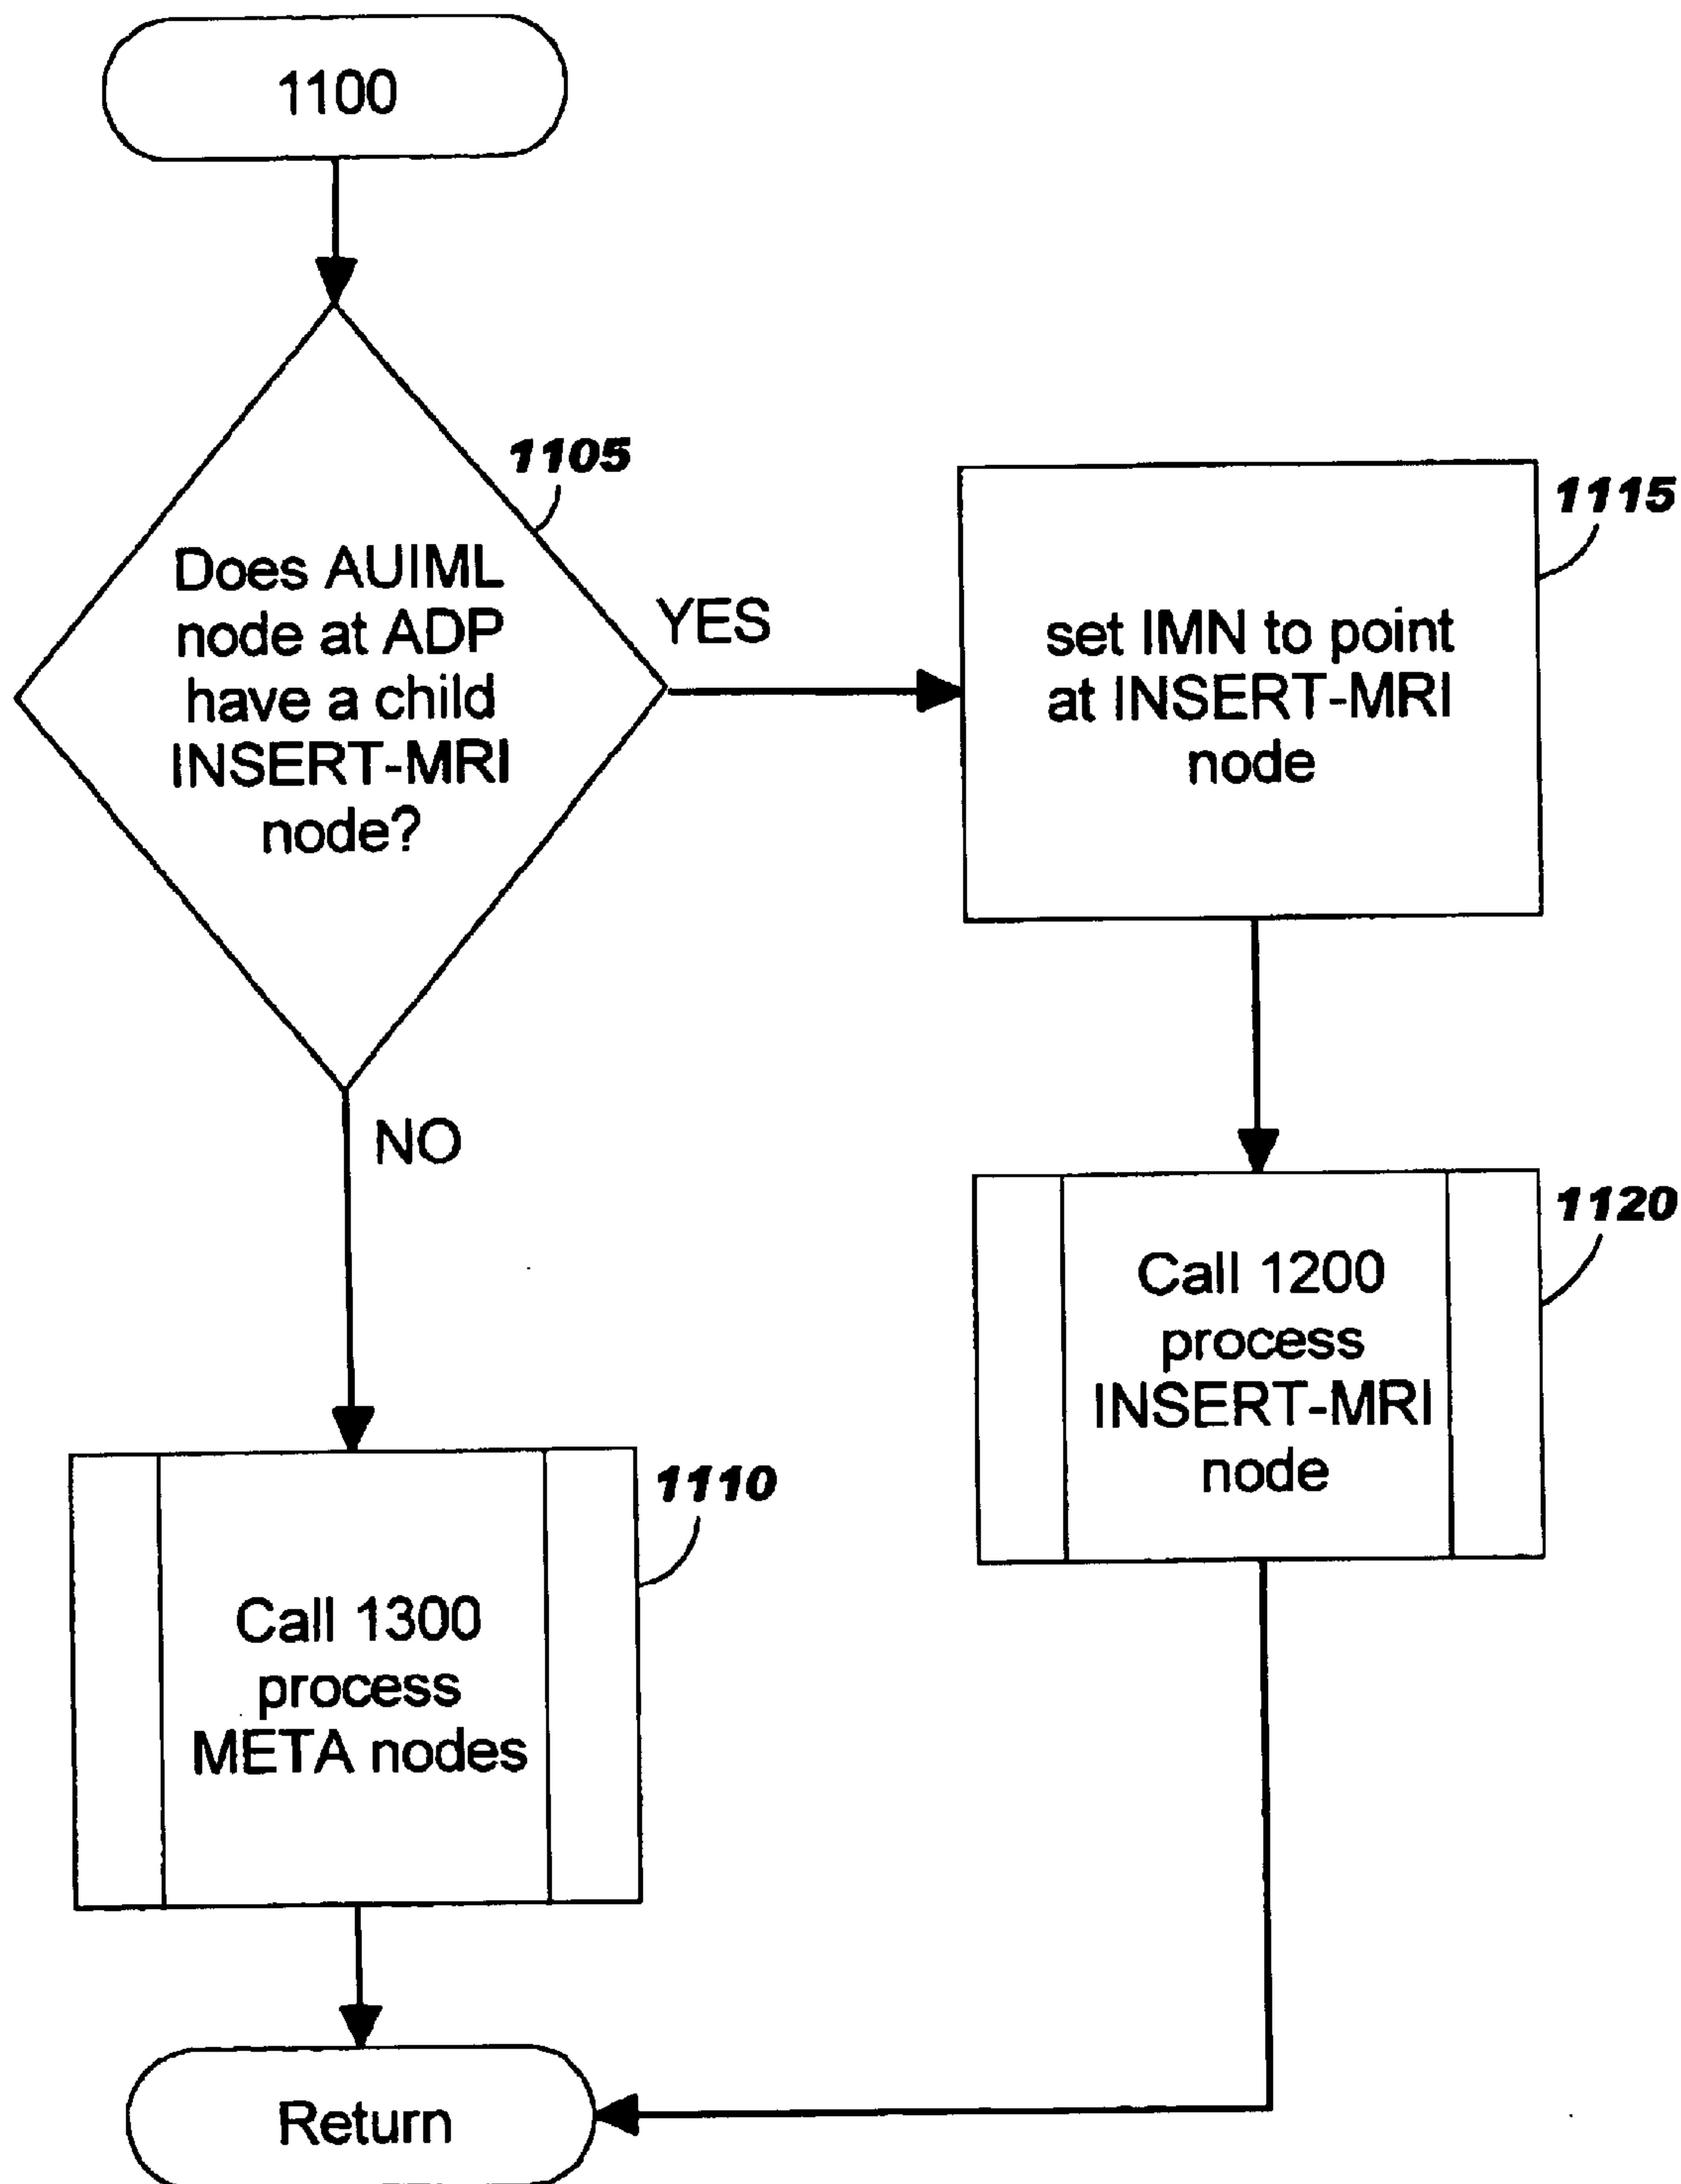 1100
1105
Does AUIML
node at ADP
have a child
INSERT-MRI
node?
YES
NO
1115
set IMN to point
at INSERT-MRI
node
1120
Call 1200
process
INSERT-MRI
node
1110
Call 1300
process
META nodes
Return